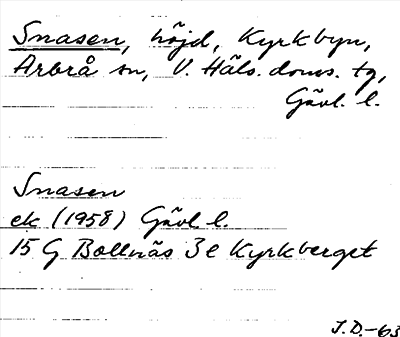 Snasen, höjd, Kyrkbyn,
Arbrå sn, V. Häls. doms. tg,
Gävl. l.
Snasen
ek (1958) Gävl l.
15 G Bollnäs 3 e Kyrkberget
J.D.-63